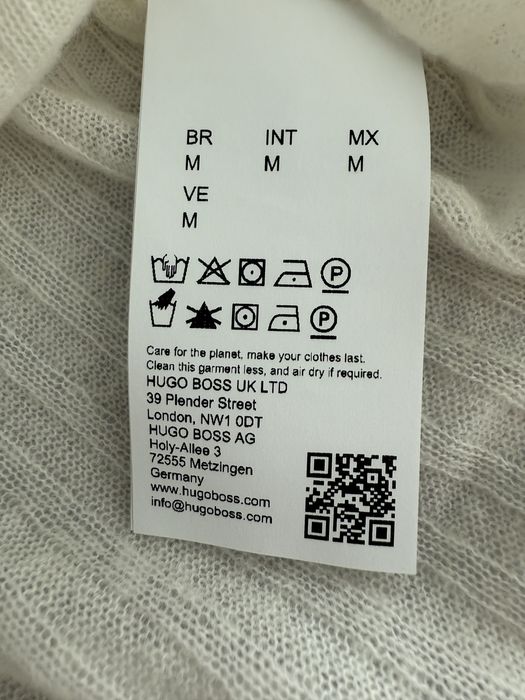 BR INT MX
M M M
VE
M
P
P
Care for the planet, make your clothes last.
Clean this garment less, and air dry if required.
HUGO BOSS UK LTD
39 Plender Street
London, NW1 0DT
HUGO BOSS AG
Holy-Allee 3
72555 Metzingen
Germany
www.hugoboss.com
info@hugoboss.com